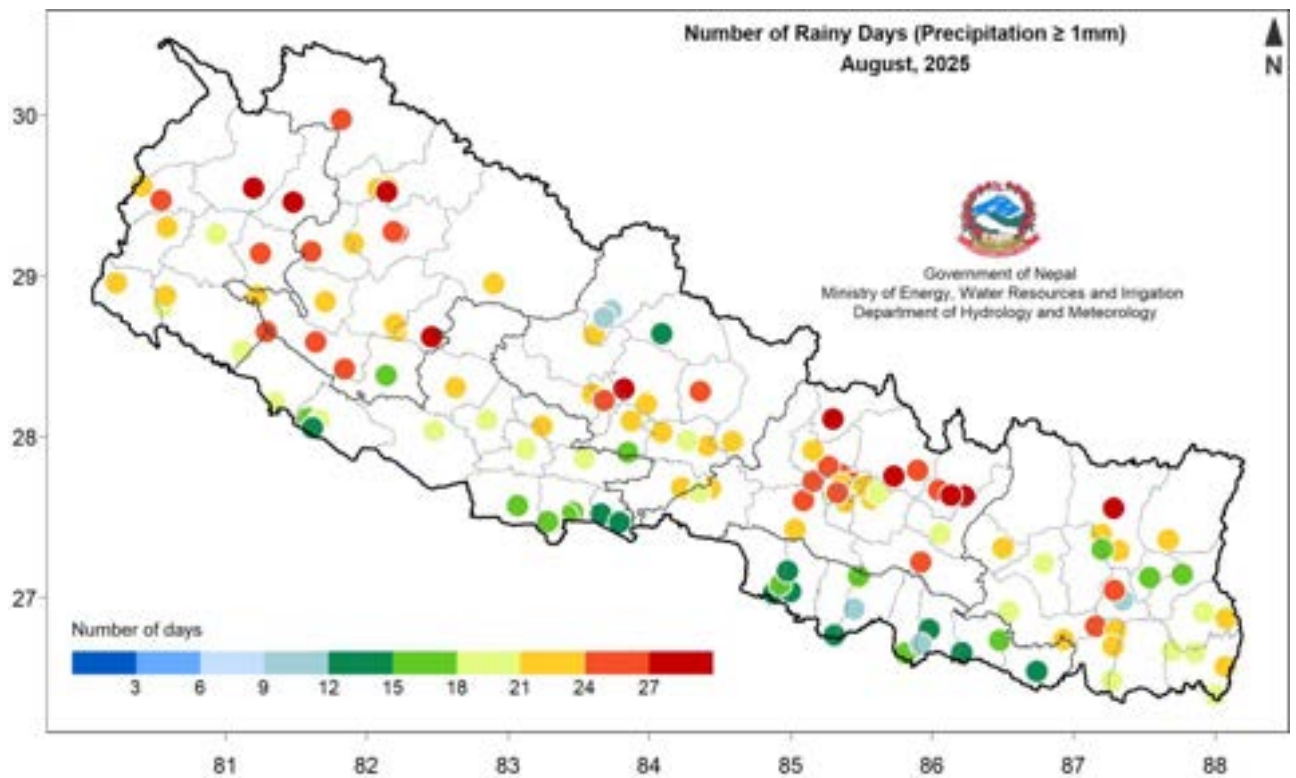 Number of Rainy Days (Precipitation ≥ 1mm)
August, 2025
N
Government of Nepal
Ministry of Energy, Water Resources and Irrigation
Department of Hydrology and Meteorology
30
29
28
27
Number of days
3 6 9 12 15 18 21 24 27
81 82 83 84 85 86 87 88